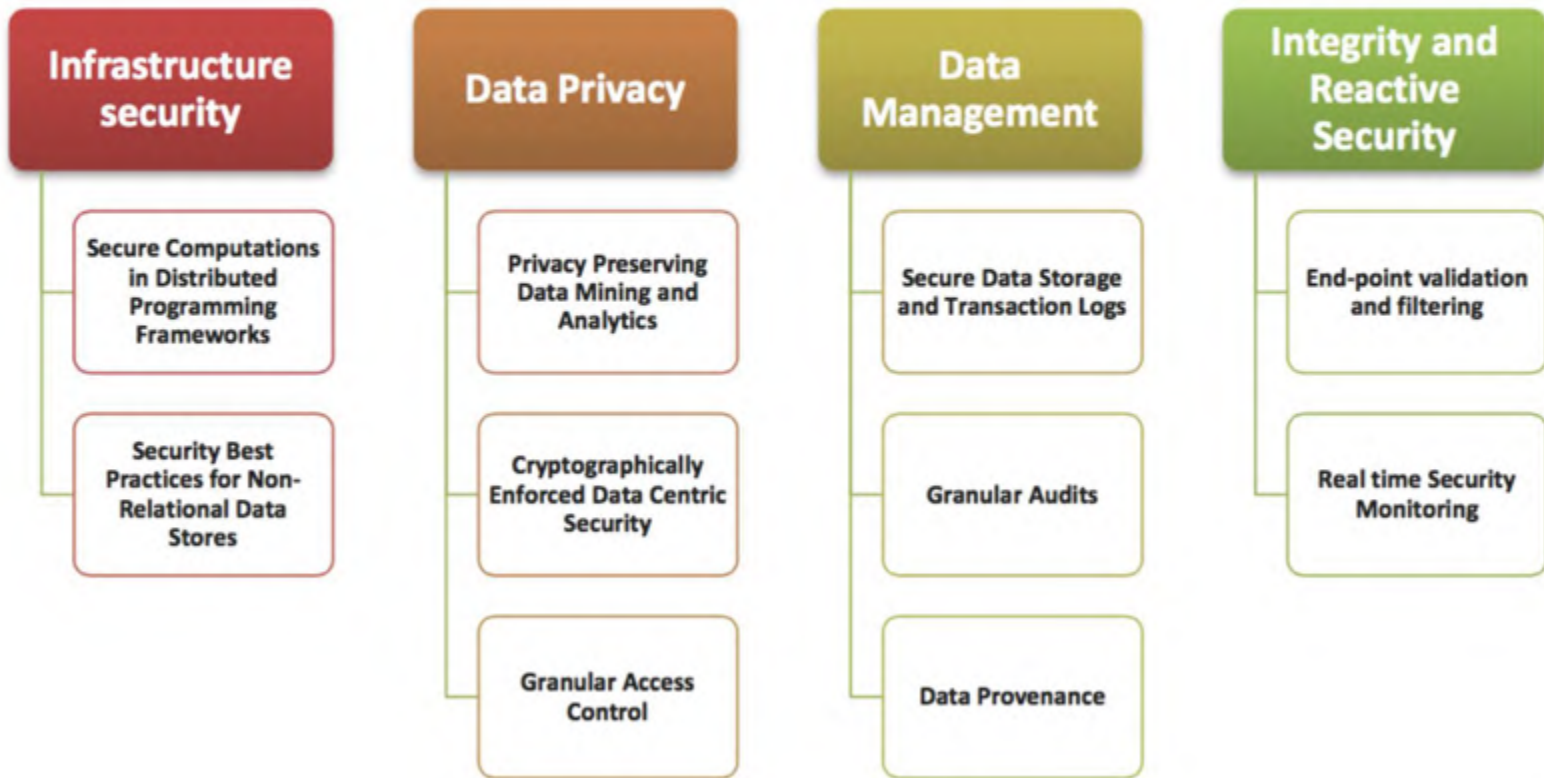 Infrastructure
security
Secure Computations
in Distributed
Programming
Frameworks
Security Best
Practices for Non-
Relational Data
Stores
Data Privacy
Privacy Preserving
Data Mining and
Analytics
Cryptographically
Enforced Data Centric
Security
Granular Access
Control
Data
Management
Secure Data Storage
and Transaction Logs
Granular Audits
Data Provenance
Integrity and
Reactive
Security
End-point validation
and filtering
Real time Security
Monitoring